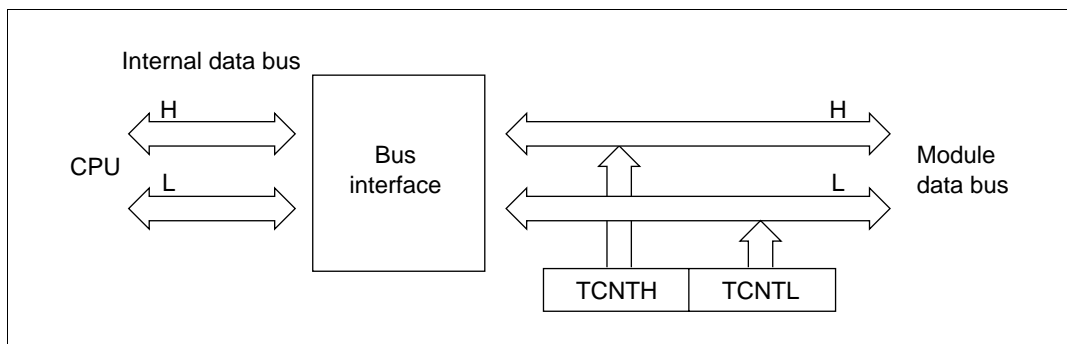 Internal data bus
H
H
CPU
Bus
interface
Module
data bus
L
L
TCNTH
TCNTL